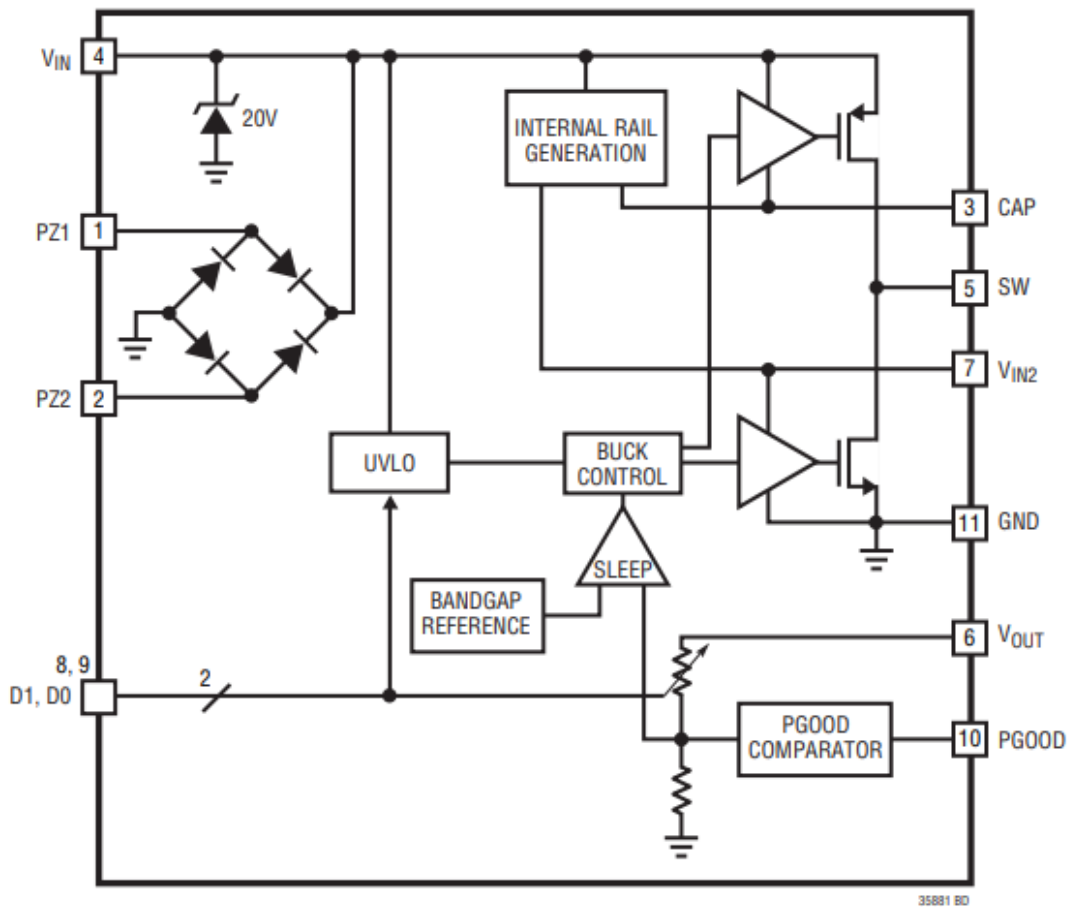 VIN
4
20V
INTERNAL RAIL
GENERATION
3
CAP
PZ1
1
5
SW
7
VIN2
PZ2
2
UVLO
BUCK
CONTROL
11
GND
SLEEP
BANDGAP
REFERENCE
6
VOUT
8, 9
D1, D0
2
PGOOD
COMPARATOR
10
PGOOD
35881 BD